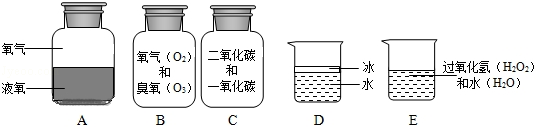 氧气
液氧
A
氧气(O₂)
和
臭氧(O₃)
B
二氧化碳
和
一氧化碳
C
冰
水
D
过氧化氢(H₂O₂)
和水(H₂O)
E